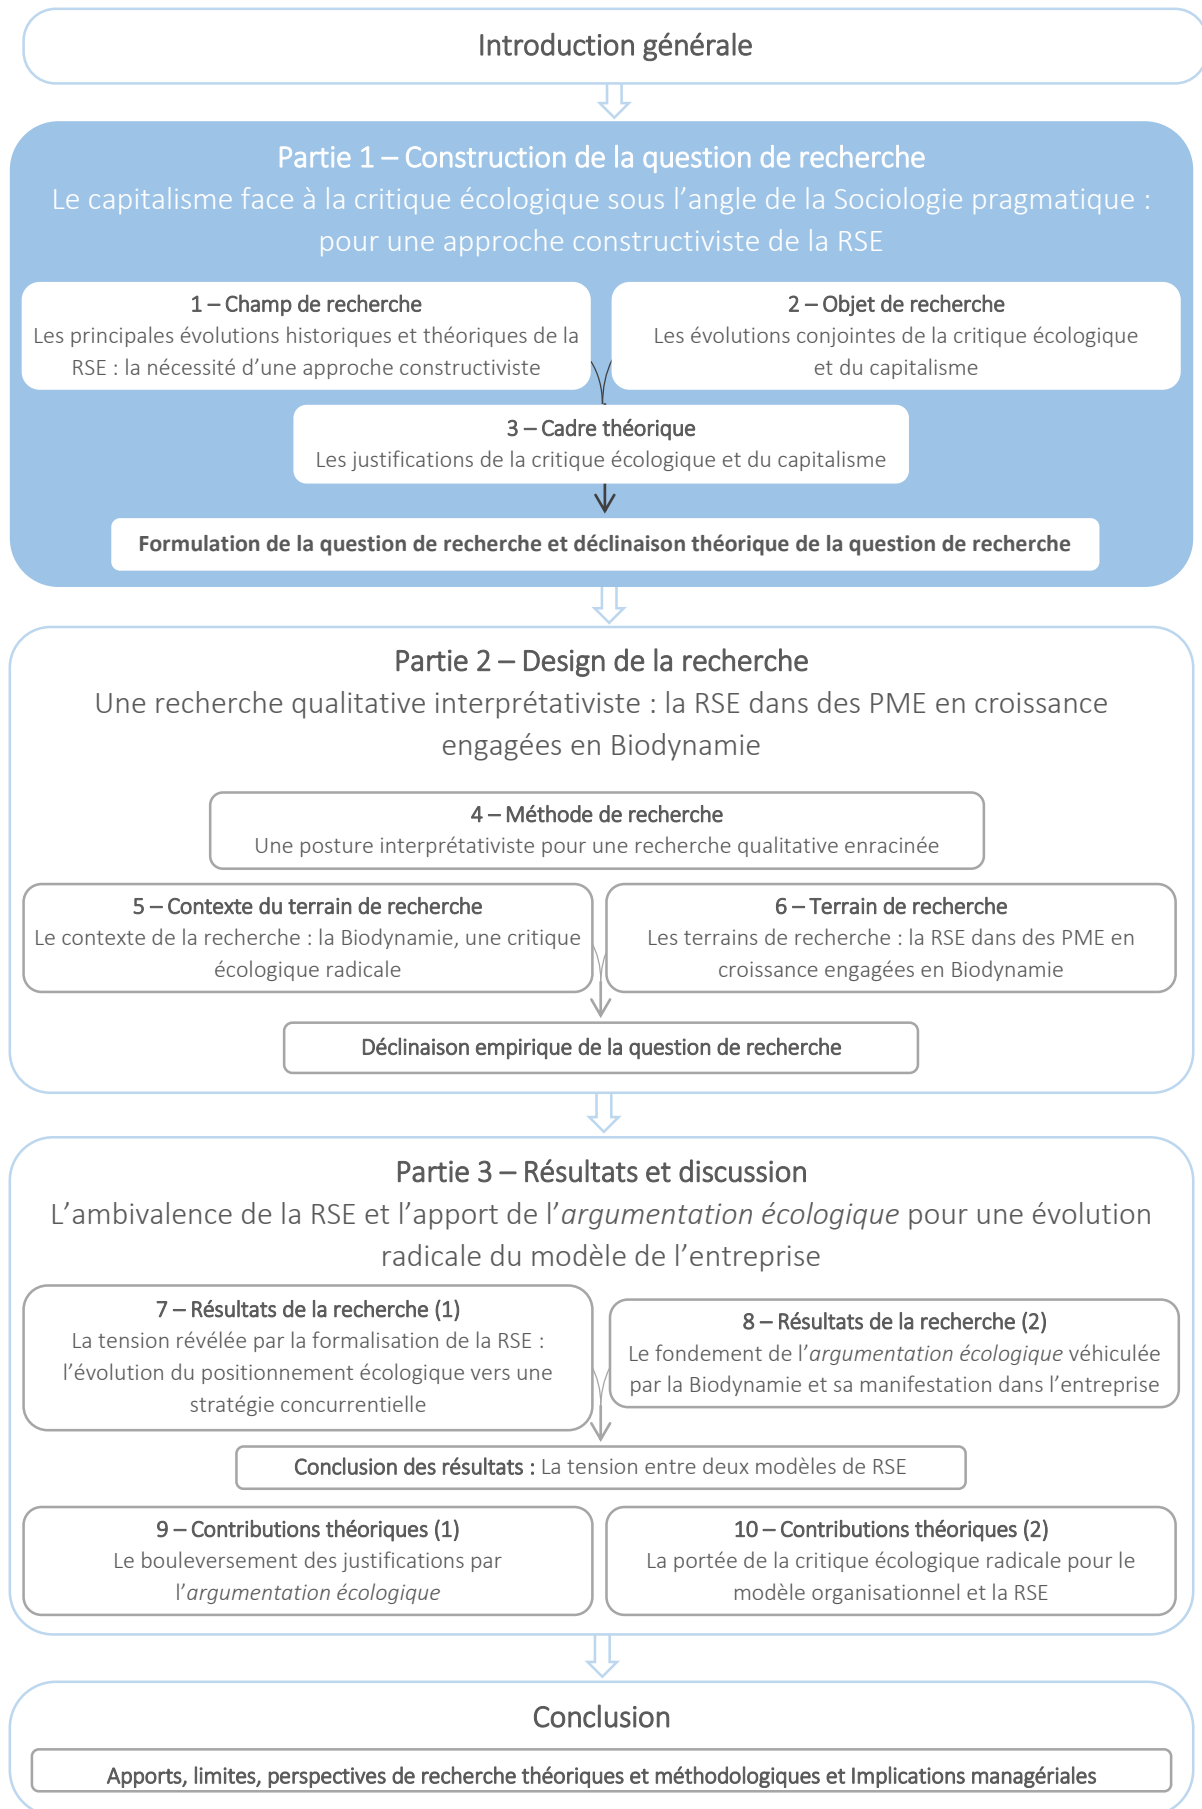 Introduction générale
Partie 1 – Construction de la question de recherche
Le capitalisme face à la critique écologique sous l’angle de la Sociologie pragmatique :
pour une approche constructiviste de la RSE
1 – Champ de recherche
Les principales évolutions historiques et théoriques de la
RSE : la nécessité d’une approche constructiviste
2 – Objet de recherche
Les évolutions conjointes de la critique écologique
et du capitalisme
3 – Cadre théorique
Les justifications de la critique écologique et du capitalisme
Formulation de la question de recherche et déclinaison théorique de la question de recherche
Partie 2 – Design de la recherche
Une recherche qualitative interprétativiste : la RSE dans des PME en croissance
engagées en Biodynamie
4 – Méthode de recherche
Une posture interprétativiste pour une recherche qualitative enracinée
5 – Contexte du terrain de recherche
Le contexte de la recherche : la Biodynamie, une critique
écologique radicale
6 – Terrain de recherche
Les terrains de recherche : la RSE dans des PME en
croissance engagées en Biodynamie
Déclinaison empirique de la question de recherche
Partie 3 – Résultats et discussion
L’ambivalence de la RSE et l’apport de l’argumentation écologique pour une évolution
radicale du modèle de l’entreprise
7 – Résultats de la recherche (1)
La tension révélée par la formalisation de la RSE :
l’évolution du positionnement écologique vers une
stratégie concurrentielle
8 – Résultats de la recherche (2)
Le fondement de l’argumentation écologique véhiculée
par la Biodynamie et sa manifestation dans l’entreprise
Conclusion des résultats : La tension entre deux modèles de RSE
9 – Contributions théoriques (1)
Le bouleversement des justifications par
l’argumentation écologique
10 – Contributions théoriques (2)
La portée de la critique écologique radicale pour le
modèle organisationnel et la RSE
Conclusion
Apports, limites, perspectives de recherche théoriques et méthodologiques et Implications managériales